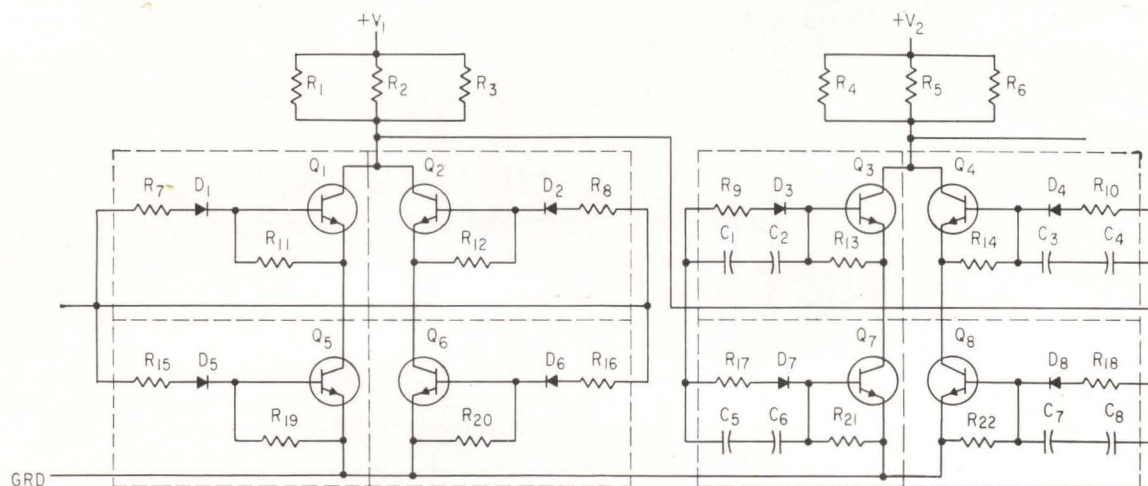 +V1 +V2
R1 R2 R3 R4 R5 R6
Q1 Q2 Q3 Q4
R7 D1 D2 R8 R9 D3 D4 R10
C1 C2 C3 C4
R11 R12 R13 R14
Q5 Q6 Q7 Q8
R15 D5 D6 R16 R17 D7 D8 R18
C5 C6 C7 C8
R19 R20 R21 R22
GRD